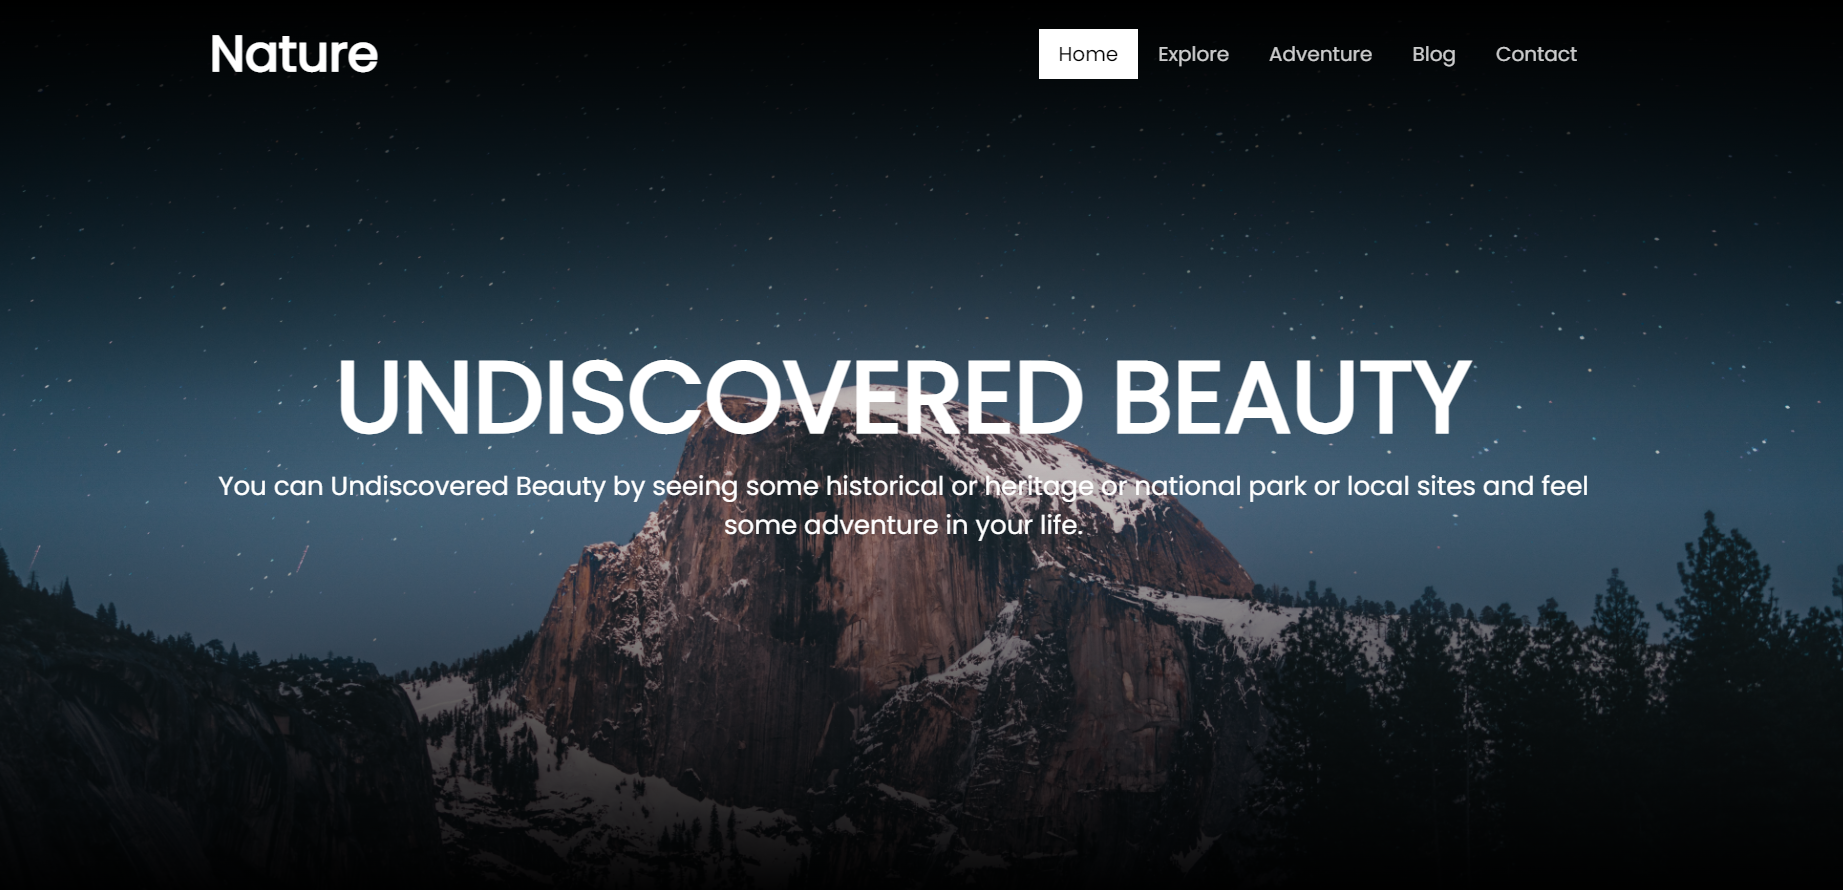 Nature
Home Explore Adventure Blog Contact
UNDISCOVERED BEAUTY
You can Undiscovered Beauty by seeing some historical or heritage or national park or local sites and feel
some adventure in your life.